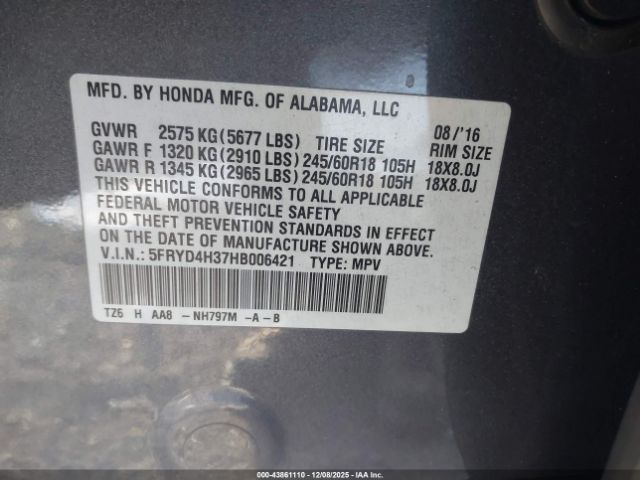 MFD. BY HONDA MFG. OF ALABAMA, LLC
GVWR 2575 KG (5677 LBS) TIRE SIZE 08/'16 RIM SIZE
GAWR F 1320 KG (2910 LBS) 245/60R18 105H 18X8.0J
GAWR R 1345 KG (2965 LBS) 245/60R18 105H 18X8.0J
THIS VEHICLE CONFORMS TO ALL APPLICABLE
FEDERAL MOTOR VEHICLE SAFETY
AND THEFT PREVENTION STANDARDS IN EFFECT
ON THE DATE OF MANUFACTURE SHOWN ABOVE.
V.I.N.: 5FRYD4H37HB006421 TYPE: MPV
TZ6 H AA8 - NH797M -A - B
000-43861110 | 12/08/2025 | IAAI.COM